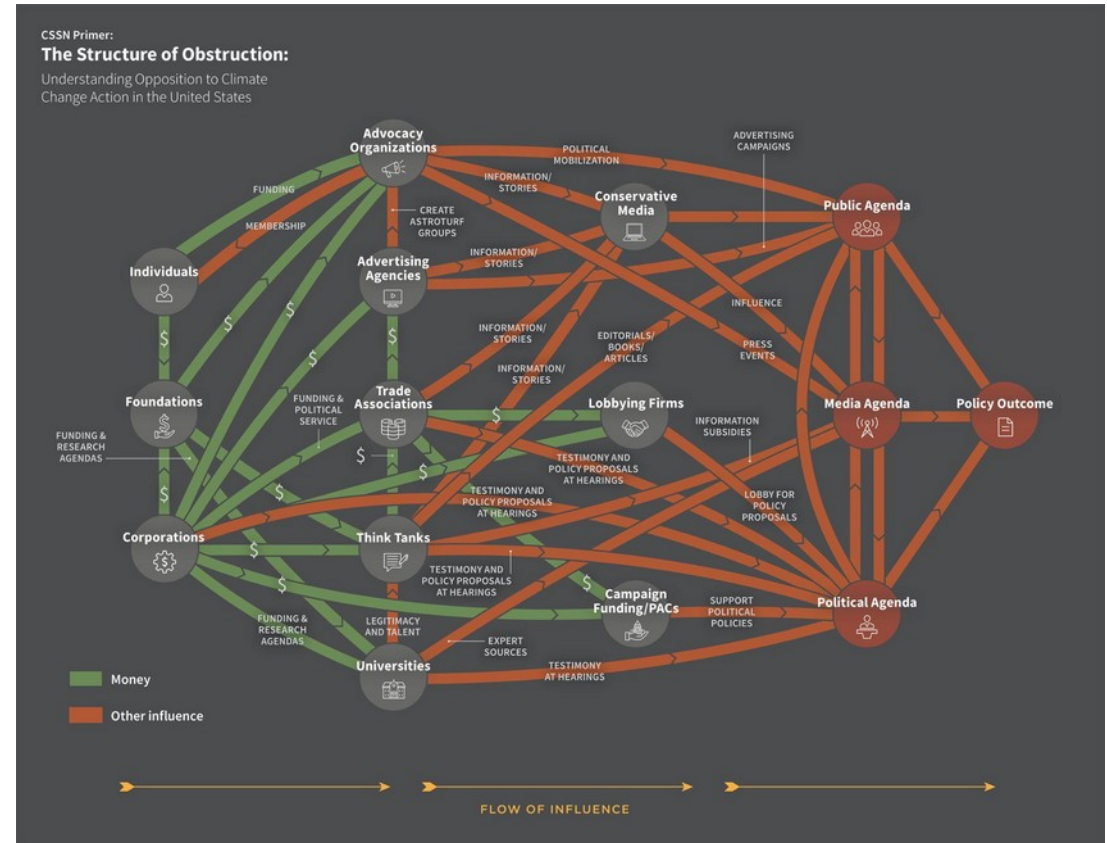 CSSN Primer:
The Structure of Obstruction:
Understanding Opposition to Climate
Change Action in the United States
Advocacy
Organizations
POLITICAL
MOBILIZATION
ADVERTISING
CAMPAIGNS
FUNDING
INFORMATION/
STORIES
Conservative
Media
Public Agenda
MEMBERSHIP
CREATE
ASTROTURF
GROUPS
Individuals
Advertising
Agencies
INFORMATION/
STORIES
$
$
$
$
INFLUENCE
INFORMATION/
STORIES
EDITORIALS/
BOOKS/
ARTICLES
PRESS
EVENTS
INFORMATION/
STORIES
Foundations
$
FUNDING &
POLITICAL
SERVICE
Trade
Associations
$
Lobbying Firms
Media Agenda
Policy Outcome
INFORMATION
SUBSIDIES
FUNDING &
RESEARCH
AGENDAS
$
$
TESTIMONY AND
POLICY PROPOSALS
AT HEARINGS
$
$
TESTIMONY AND
POLICY PROPOSALS
AT HEARINGS
LOBBY FOR
POLICY
PROPOSALS
Corporations
$
Think Tanks
TESTIMONY AND
POLICY PROPOSALS
AT HEARINGS
$
$
Campaign
Funding/PACs
SUPPORT
POLITICAL
POLICIES
Political Agenda
FUNDING &
RESEARCH
AGENDAS
LEGITIMACY
AND TALENT
EXPERT
SOURCES
Universities
TESTIMONY
AT HEARINGS
Money
Other influence
FLOW OF INFLUENCE